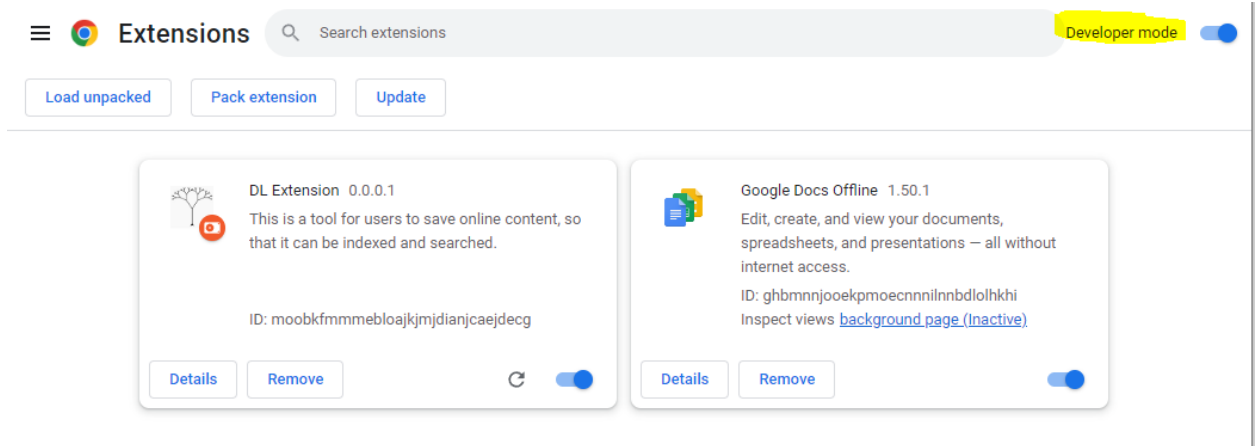 Extensions
Search extensions
Developer mode
Load unpacked
Pack extension
Update
DL Extension 0.0.0.1
This is a tool for users to save online content, so
that it can be indexed and searched.
ID: moobkfmmmebloajkjmjdianjcaejdecg
Details
Remove
Google Docs Offline 1.50.1
Edit, create, and view your documents,
spreadsheets, and presentations — all without
internet access.
ID: ghbmnnjooekpmoecnnnilnnbdlolhkhi
Inspect views background page (Inactive)
Details
Remove